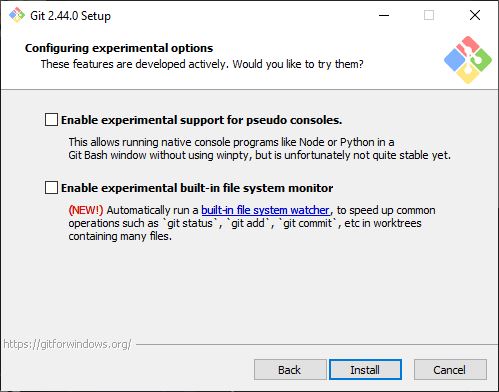 Git 2.44.0 Setup
Configuring experimental options
These features are developed actively. Would you like to try them?
Enable experimental support for pseudo consoles.
This allows running native console programs like Node or Python in a
Git Bash window without using winpty, but is unfortunately not quite stable yet.
Enable experimental built-in file system monitor
(NEW!) Automatically run a built-in file system watcher, to speed up common
operations such as `git status`, `git add`, `git commit`, etc in worktrees
containing many files.
https://gitforwindows.org/
Back Install Cancel